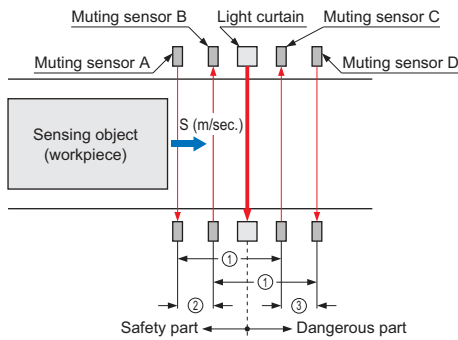 Muting sensor B
Light curtain
Muting sensor C
Muting sensor A
Muting sensor D
S (m/sec.)
Sensing object
(workpiece)
①
①
②
③
Safety part
Dangerous part